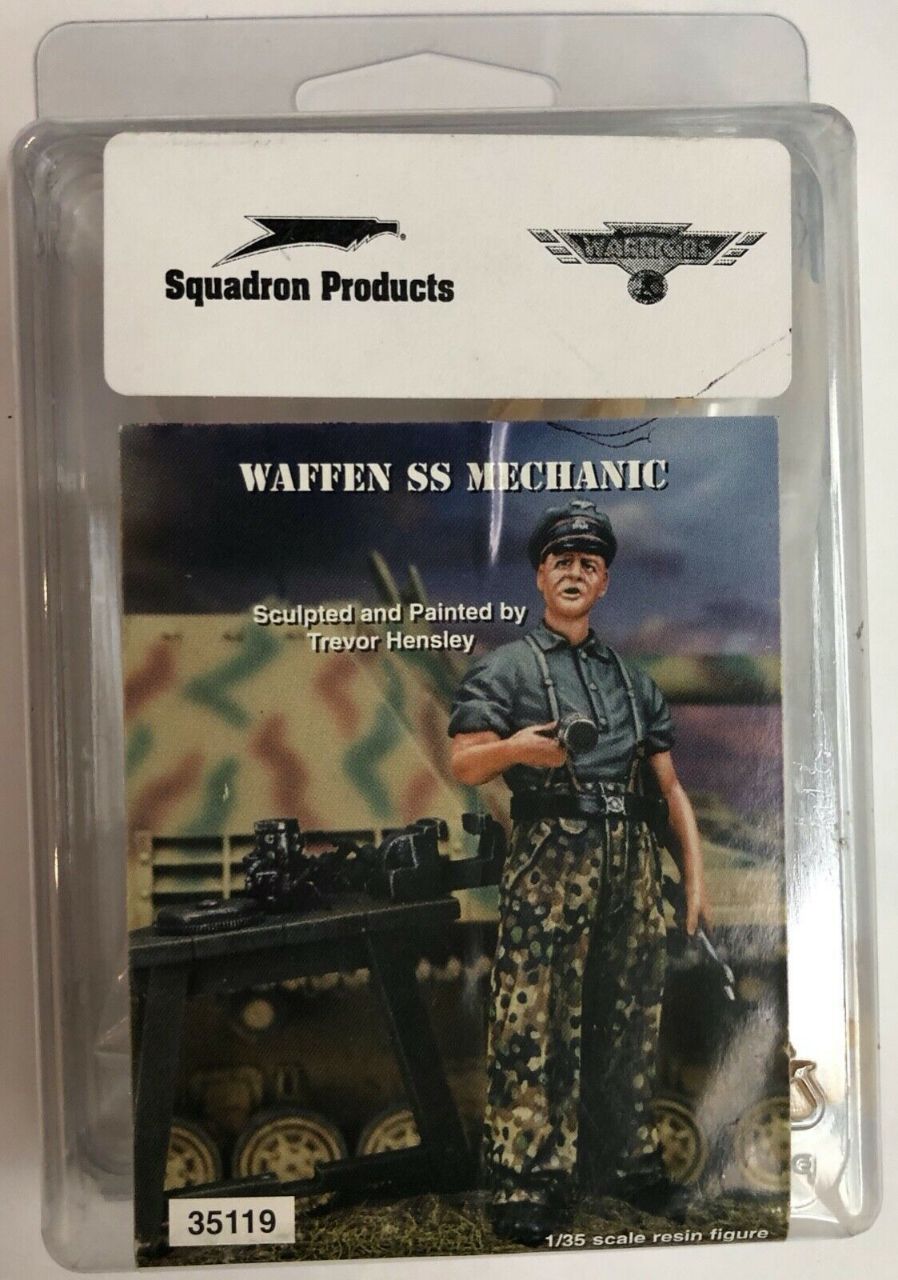 Squadron Products
WARRIORS
WAFFEN SS MECHANIC
Sculpted and Painted by
Trevor Hensley
35119
1/35 scale resin figure